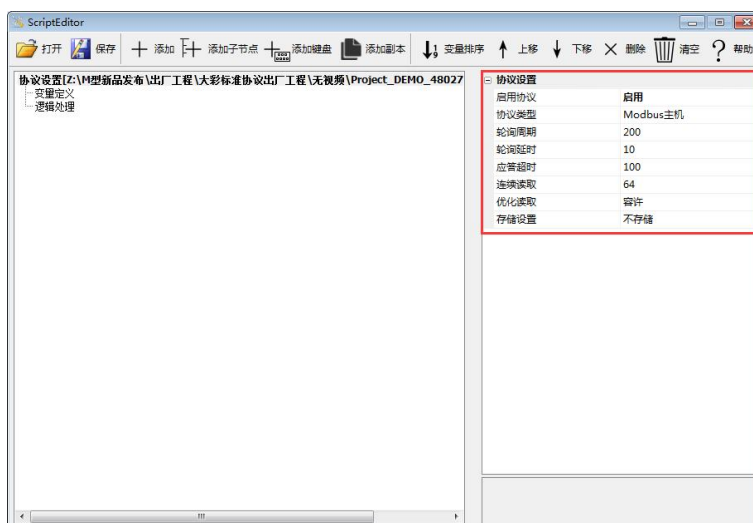 ScriptEditor
打开 保存 添加 添加子节点 添加键盘 添加副本 变量排序 上移 下移 删除 清空 帮助
协议设置[Z:\M型新品发布\出厂工程\大彩标准协议出厂工程\无视频\Project_DEMO_48027
变量定义
逻辑处理
协议设置
启用协议 启用
协议类型 Modbus主机
轮询周期 200
轮询延时 10
应答超时 100
连续读取 64
优化读取 容许
存储设置 不存储